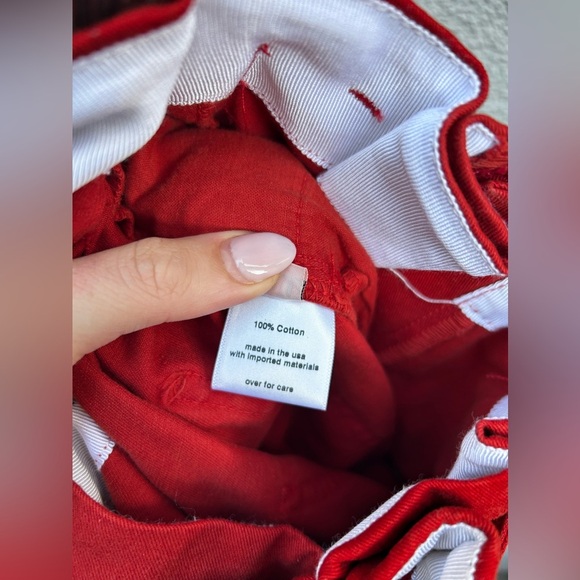 100% Cotton
made in the usa
with imported materials
over for care